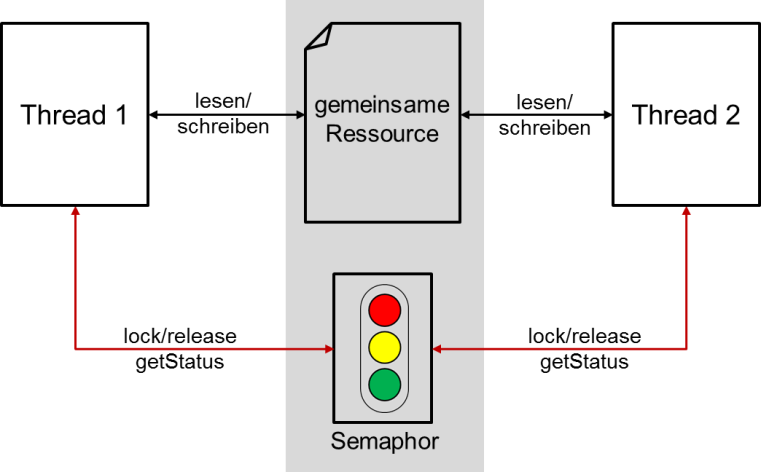 Thread 1
lesen/
schreiben
gemeinsame
Ressource
lesen/
schreiben
Thread 2
lock/release
getStatus
lock/release
getStatus
Semaphor